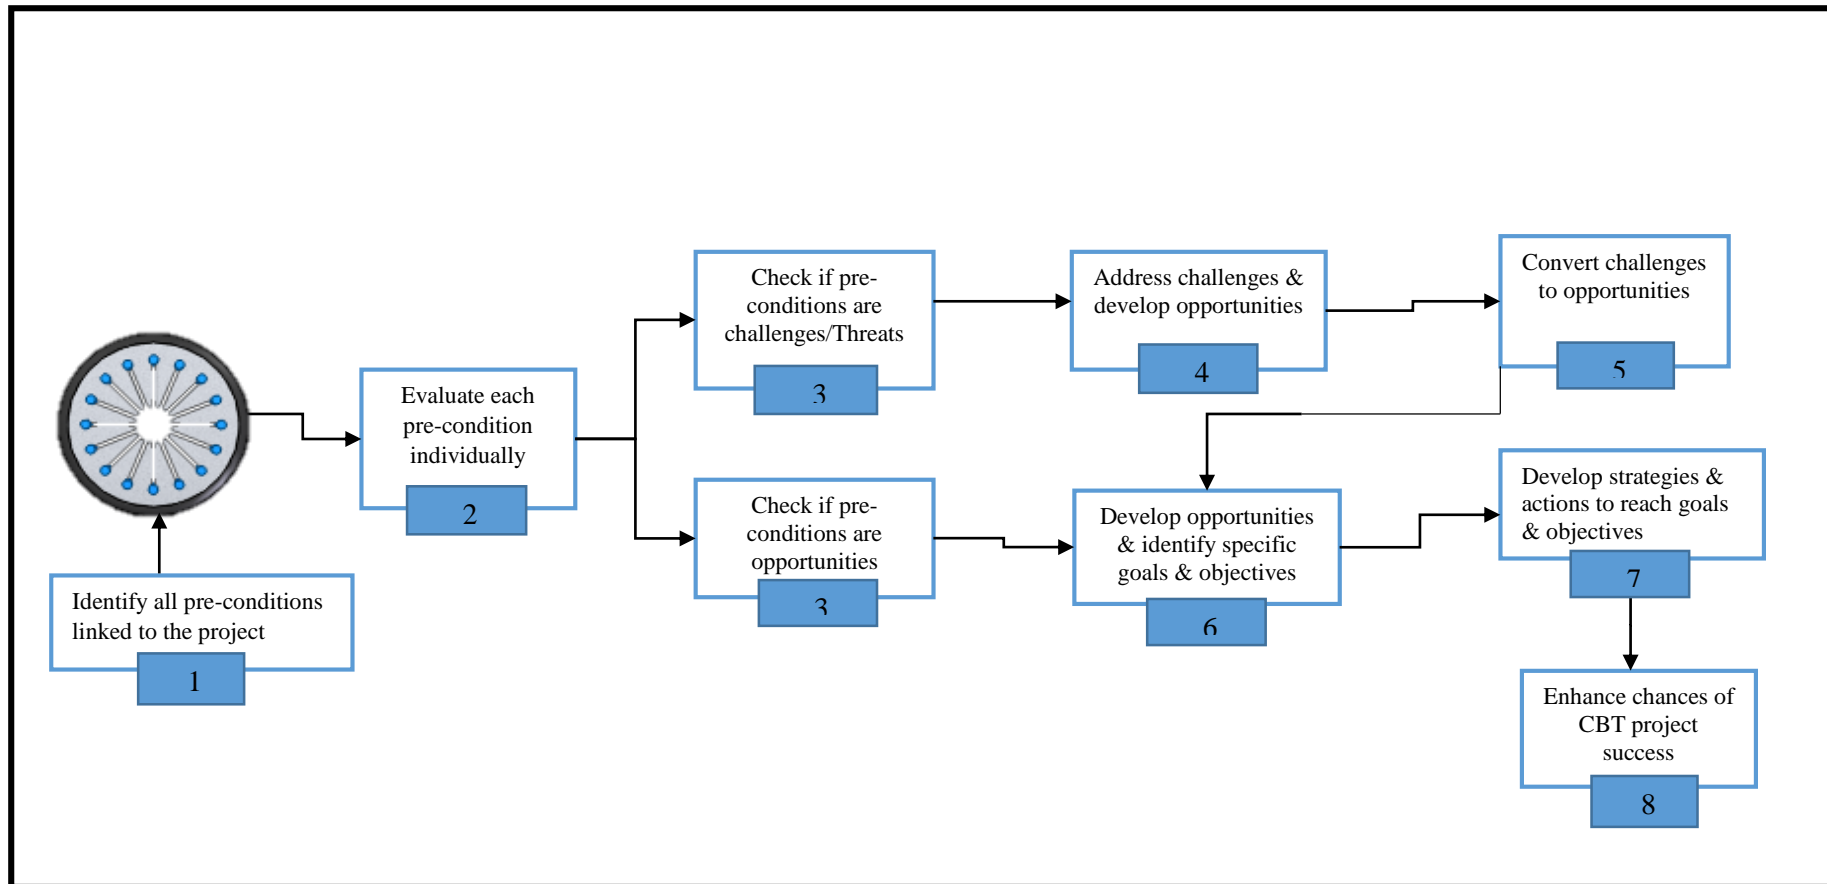 Identify all pre-conditions
linked to the project
1
Evaluate each
pre-condition
individually
2
Check if pre-
conditions are
challenges/Threats
3
Check if pre-
conditions are
opportunities
3
Address challenges &
develop opportunities
4
Convert challenges
to opportunities
5
Develop opportunities
& identify specific
goals & objectives
6
Develop strategies &
actions to reach goals
& objectives
7
Enhance chances of
CBT project
success
8